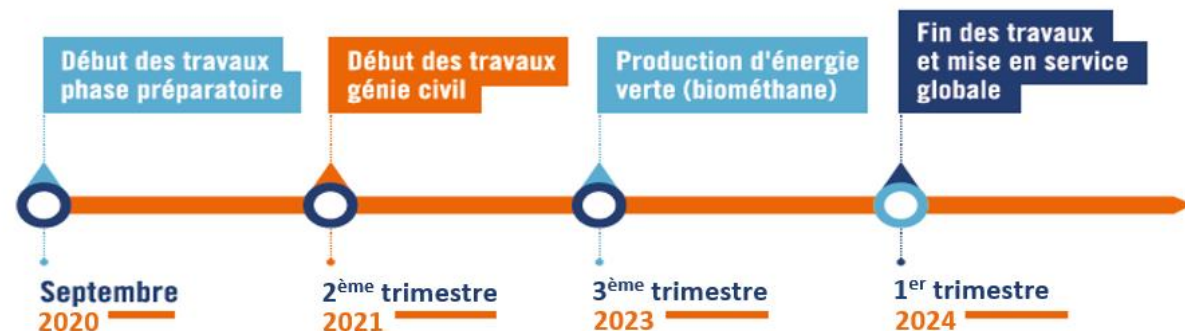 Début des travaux
phase préparatoire
Début des travaux
génie civil
Production d'énergie
verte (biométhane)
Fin des travaux
et mise en service
globale
Septembre
2020
2ème trimestre
2021
3ème trimestre
2023
1er trimestre
2024